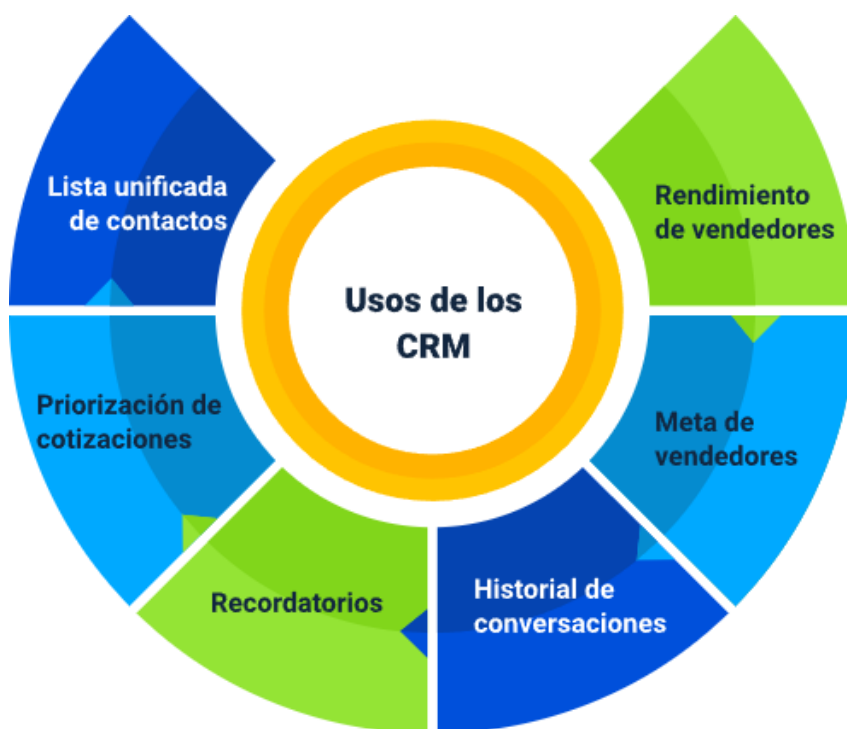 Usos de los
CRM
Lista unificada
de contactos
Priorización de
cotizaciones
Recordatorios
Historial de
conversaciones
Meta de
vendedores
Rendimiento
de vendedores